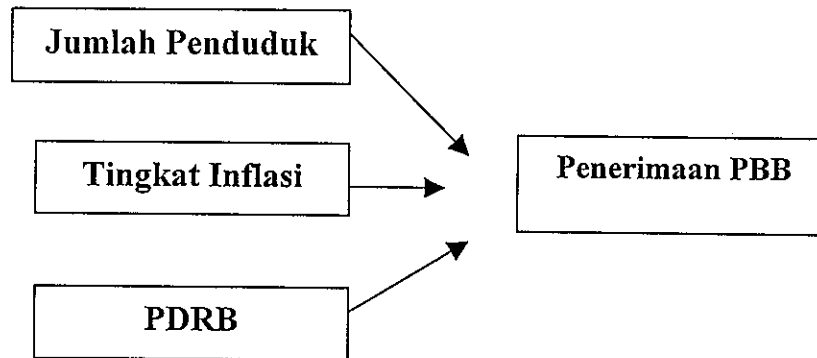 Jumlah Penduduk
Tingkat Inflasi
Penerimaan PBB
PDRB